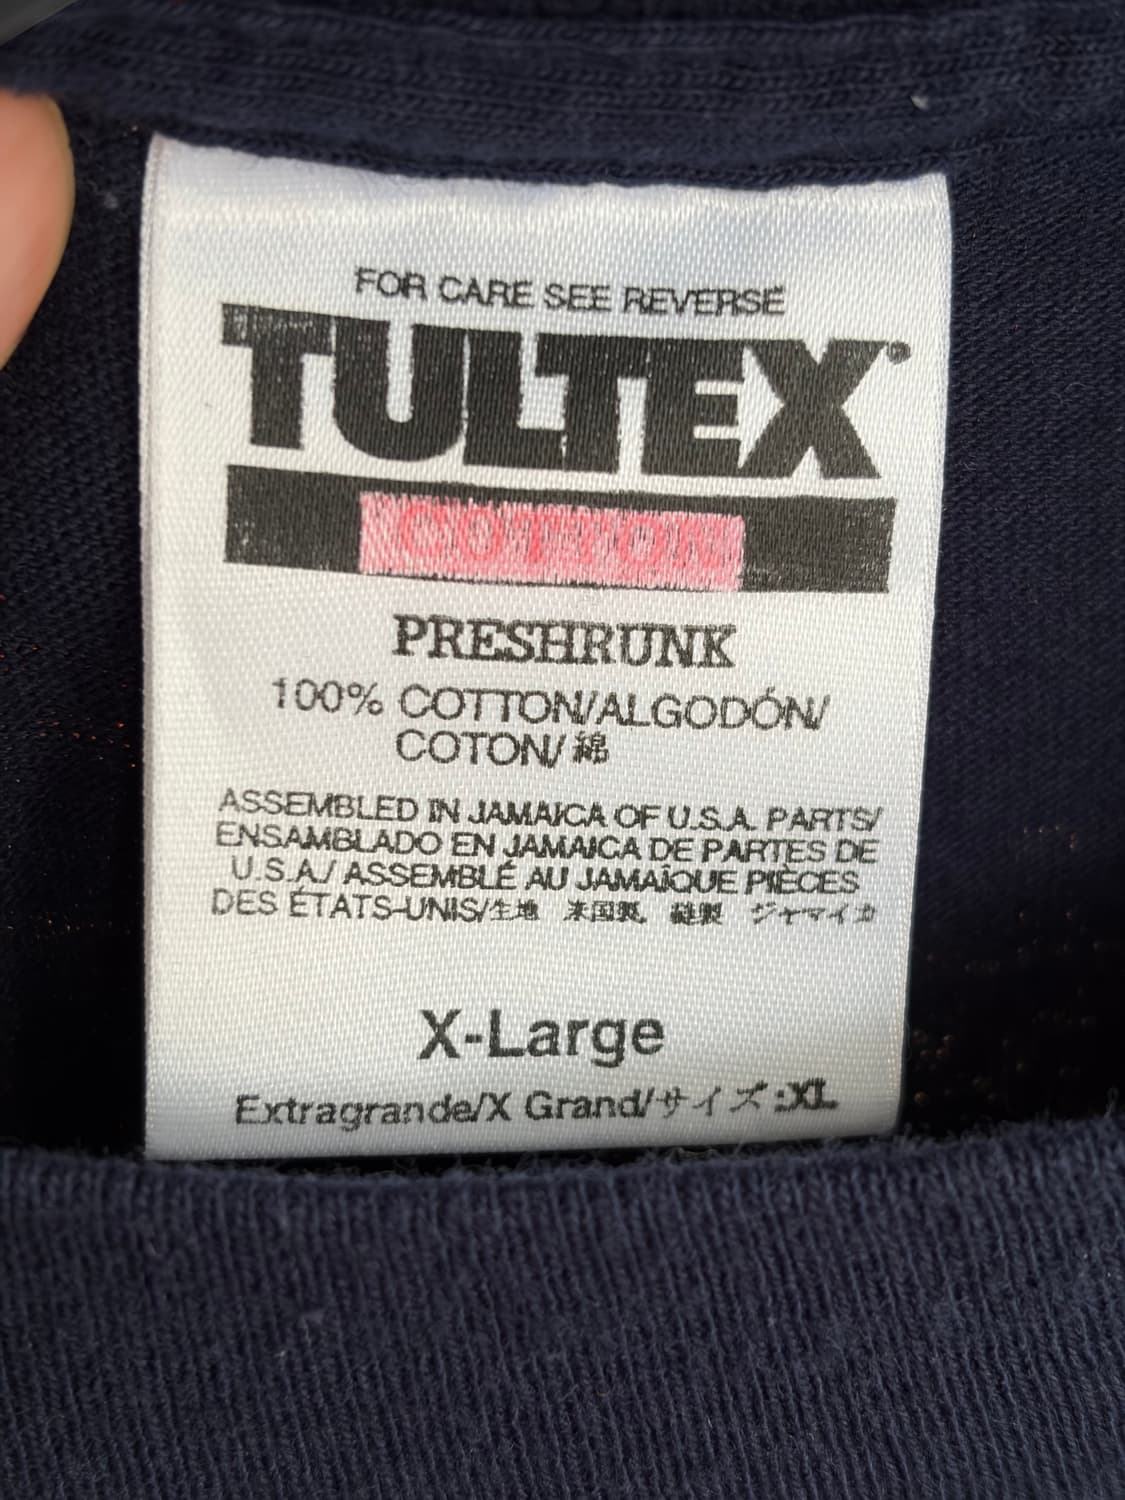 FOR CARE SEE REVERSE
TULTEX®
COTTON
PRESHRUNK
100% COTTON/ALGODÓN/
COTON/綿
ASSEMBLED IN JAMAICA OF U.S.A. PARTS/
ENSAMBLADO EN JAMAICA DE PARTES DE
U.S.A./ ASSEMBLÉ AU JAMAÏQUE PIÈCES
DES ÉTATS-UNIS/生地 米国製, 縫製 ジャマイカ
X-Large
Extragrande/X Grand/サイズ:XL